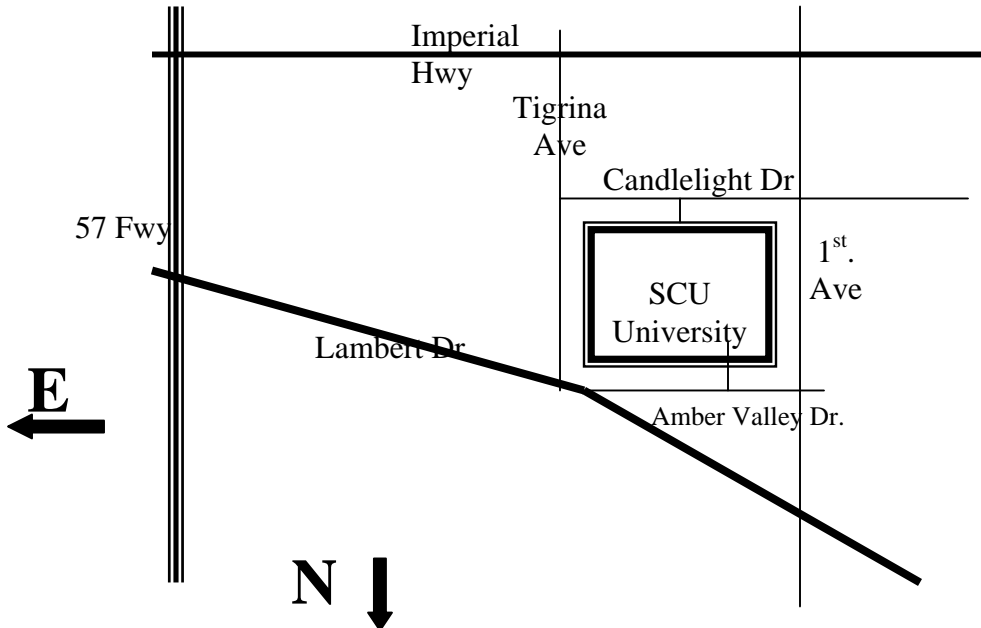 Imperial
Hwy
Tigrina
Ave
Candlelight Dr
57 Fwy
1st.
Ave
SCU
University
Lambert Dr
E
Amber Valley Dr.
N